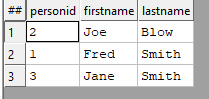 ## personid firstname lastname
1 2 Joe Blow
2 1 Fred Smith
3 3 Jane Smith